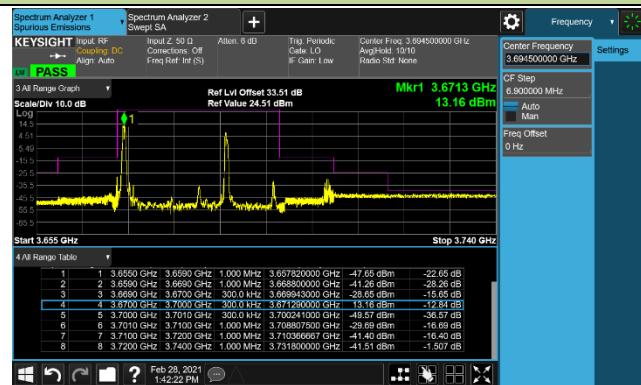 Spectrum Analyzer 1
Spurious Emissions
Spectrum Analyzer 2
Swept SA
+
Frequency
KEYSIGHT
Input: RF
Coupling: DC
Align: Auto
Input Z: 50 Ω
Corrections: Off
Freq Ref: Int (S)
Atten: 6 dB
Trig: Periodic
Gate: LO
IF Gain: Low
Center Freq: 3.694500000 GHz
Avg|Hold: 10/10
Radio Std: None
PASS
Center Frequency
3.694500000 GHz
Settings
CF Step
6.900000 MHz
Auto
Man
Freq Offset
0 Hz
3 All Range Graph
Scale/Div 10.0 dB
Ref Lvl Offset 33.51 dB
Ref Value 24.51 dBm
Mkr1 3.6713 GHz
13.16 dBm
Log
14.5
4.51
-5.49
-15.5
-25.5
-35.5
-45.5
-55.5
-65.5
1
Start 3.655 GHz
Stop 3.740 GHz
4 All Range Table
1 1 3.6550 GHz 3.6590 GHz 1.000 MHz 3.657820000 GHz -47.65 dBm -22.65 dB
2 2 3.6590 GHz 3.6690 GHz 1.000 MHz 3.668800000 GHz -41.26 dBm -28.26 dB
3 3 3.6690 GHz 3.6700 GHz 300.0 kHz 3.669943000 GHz -28.65 dBm -15.65 dB
4 4 3.6700 GHz 3.7000 GHz 300.0 kHz 3.671290000 GHz 13.16 dBm -12.84 dB
5 5 3.7000 GHz 3.7010 GHz 300.0 kHz 3.700241000 GHz -49.57 dBm -36.57 dB
6 6 3.7010 GHz 3.7100 GHz 1.000 MHz 3.708807500 GHz -29.69 dBm -16.69 dB
7 7 3.7100 GHz 3.7200 GHz 1.000 MHz 3.710366667 GHz -41.40 dBm -16.40 dB
8 8 3.7200 GHz 3.7400 GHz 1.000 MHz 3.731800000 GHz -41.51 dBm -1.507 dB
Feb 28, 2021
1:42:22 PM